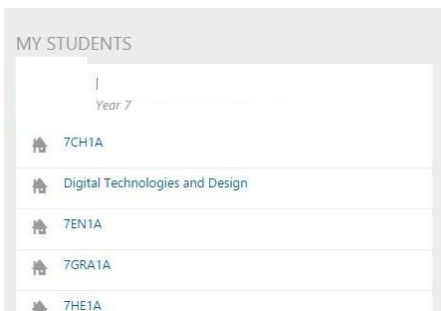 MY STUDENTS
Year 7
7CH1A
Digital Technologies and Design
7EN1A
7GRA1A
7HE1A